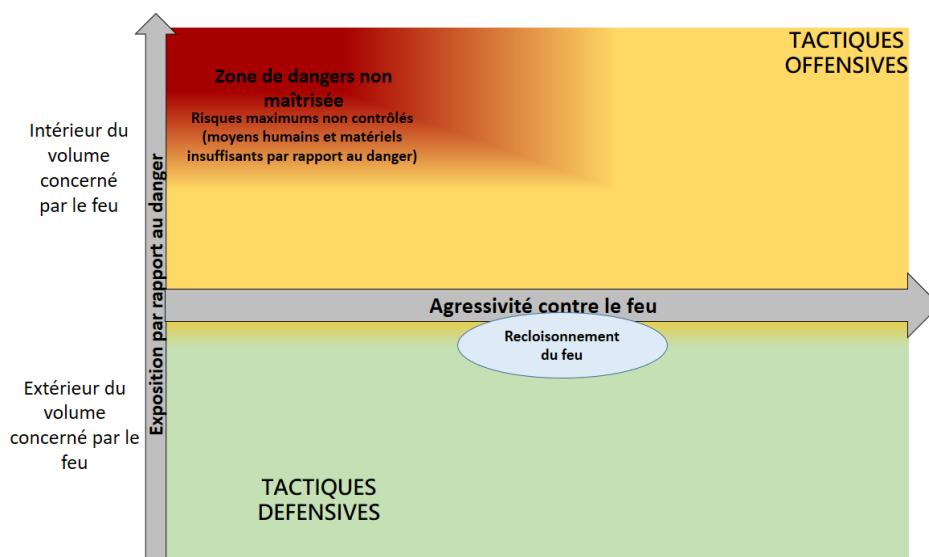 TACTIQUES
OFFENSIVES
Zone de dangers non
maîtrisée
Risques maximums non contrôlés
(moyens humains et matériels
insuffisants par rapport au danger)
Intérieur du
volume
concerné
par le feu
Exposition par rapport au danger
Agressivité contre le feu
Recloisonnement
du feu
Extérieur du
volume
concerné par le
feu
TACTIQUES
DEFENSIVES